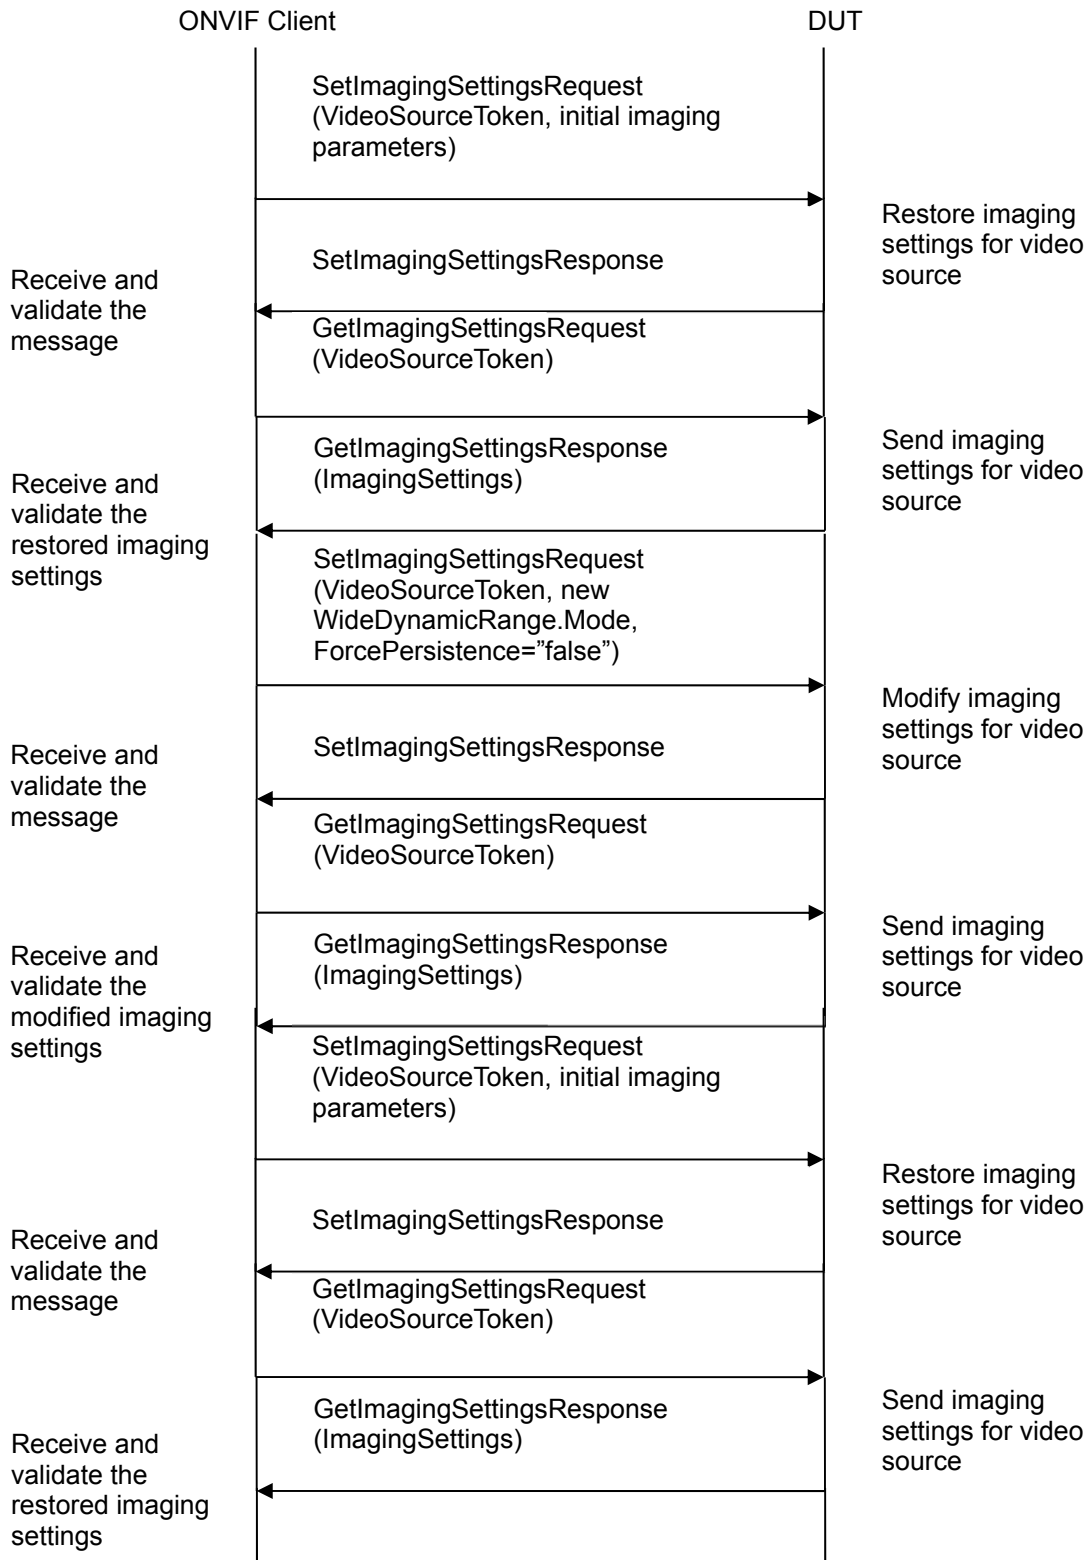 ONVIF Client
DUT
SetImagingSettingsRequest
(VideoSourceToken, initial imaging
parameters)
Restore imaging
settings for video
source
SetImagingSettingsResponse
Receive and
validate the
message
GetImagingSettingsRequest
(VideoSourceToken)
Send imaging
settings for video
source
GetImagingSettingsResponse
(ImagingSettings)
Receive and
validate the
restored imaging
settings
SetImagingSettingsRequest
(VideoSourceToken, new
WideDynamicRange.Mode,
ForcePersistence=”false”)
Modify imaging
settings for video
source
SetImagingSettingsResponse
Receive and
validate the
message
GetImagingSettingsRequest
(VideoSourceToken)
Send imaging
settings for video
source
GetImagingSettingsResponse
(ImagingSettings)
Receive and
validate the
modified imaging
settings
SetImagingSettingsRequest
(VideoSourceToken, initial imaging
parameters)
Restore imaging
settings for video
source
SetImagingSettingsResponse
Receive and
validate the
message
GetImagingSettingsRequest
(VideoSourceToken)
Send imaging
settings for video
source
GetImagingSettingsResponse
(ImagingSettings)
Receive and
validate the
restored imaging
settings